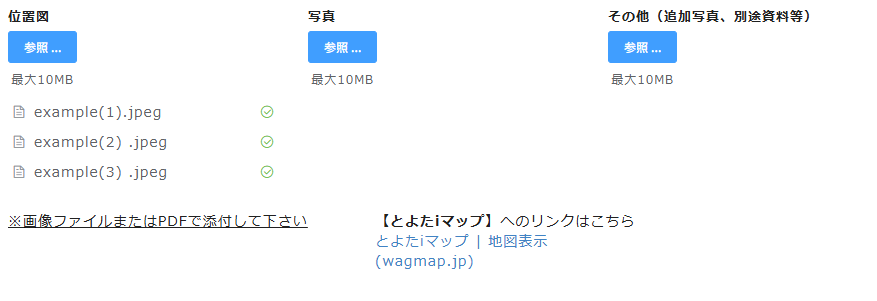 位置図
参照 ...
最大10MB
example(1).jpeg
example(2) .jpeg
example(3) .jpeg
写真
参照 ...
最大10MB
その他（追加写真、別途資料等）
参照 ...
最大10MB
※画像ファイルまたはPDFで添付して下さい
【とよたiマップ】へのリンクはこちら
とよたiマップ | 地図表示
(wagmap.jp)